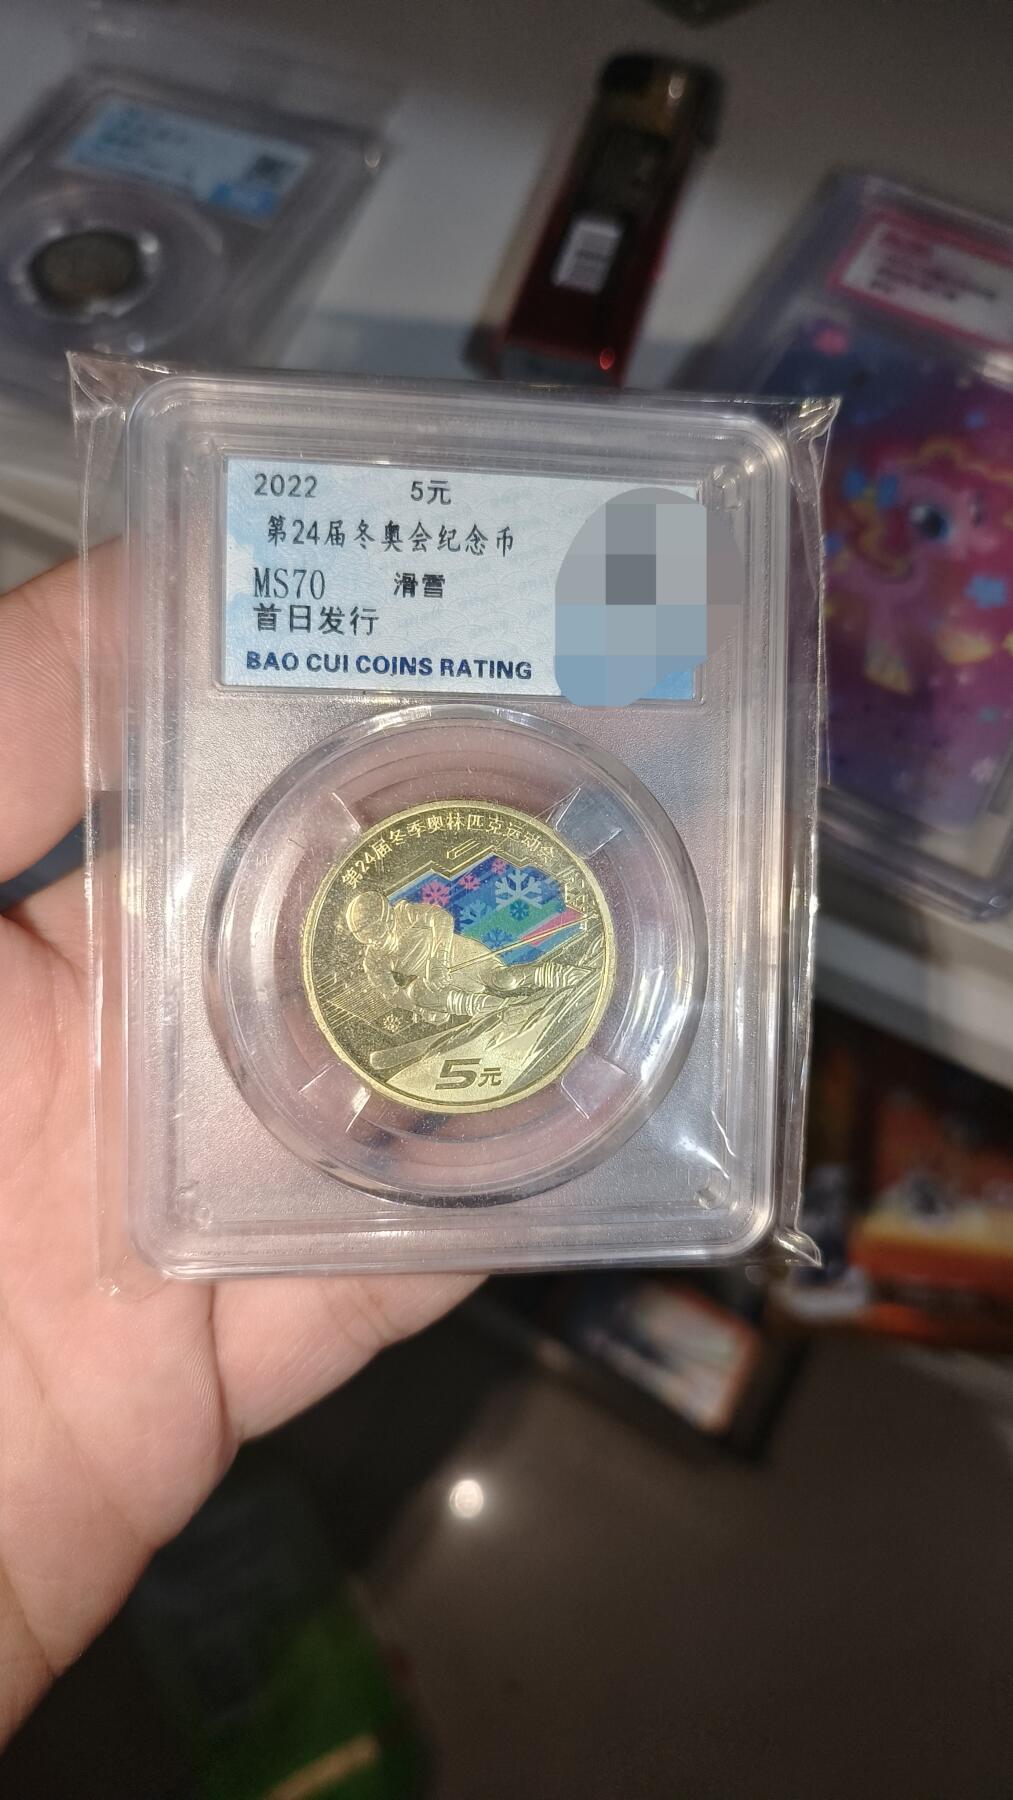 2022 5元
第24届冬奥会纪念币
MS70 滑雪
首日发行
BAO CUI COINS RATING
第24届冬季奥林匹克运动会
5元